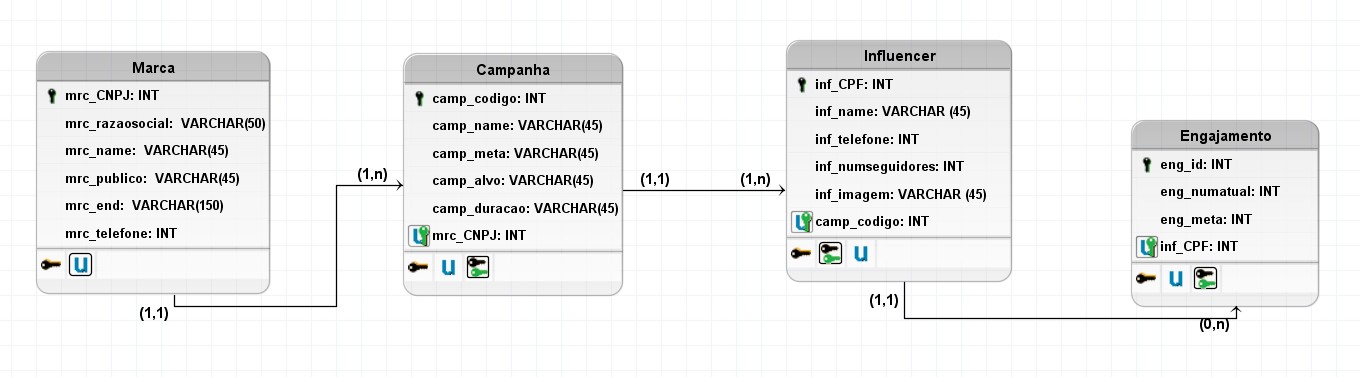 Marca
mrc_CNPJ: INT
mrc_razaosocial: VARCHAR(50)
mrc_name: VARCHAR(45)
mrc_publico: VARCHAR(45)
mrc_end: VARCHAR(150)
mrc_telefone: INT
U
(1,1)
(1,n)
Campanha
camp_codigo: INT
camp_name: VARCHAR(45)
camp_meta: VARCHAR(45)
camp_alvo: VARCHAR(45)
camp_duracao: VARCHAR(45)
U mrc_CNPJ: INT
U
(1,1)
(1,n)
Influencer
inf_CPF: INT
inf_name: VARCHAR (45)
inf_telefone: INT
inf_numseguidores: INT
inf_imagem: VARCHAR (45)
U camp_codigo: INT
U
(1,1)
(0,n)
Engajamento
eng_id: INT
eng_numatual: INT
eng_meta: INT
U inf_CPF: INT
U